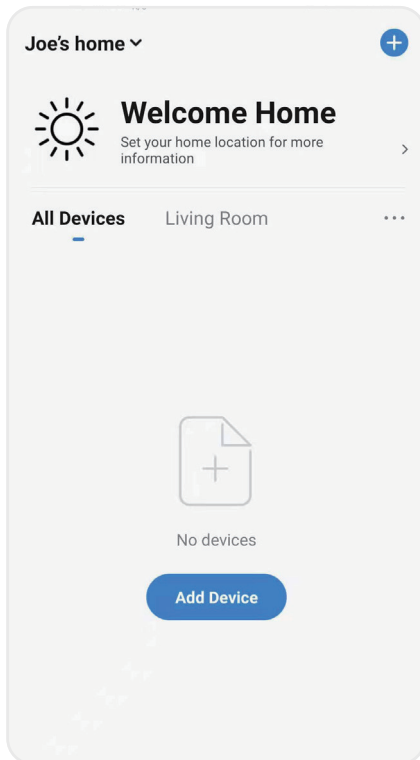 Joe's home
Welcome Home
Set your home location for more
information
All Devices
Living Room
No devices
Add Device